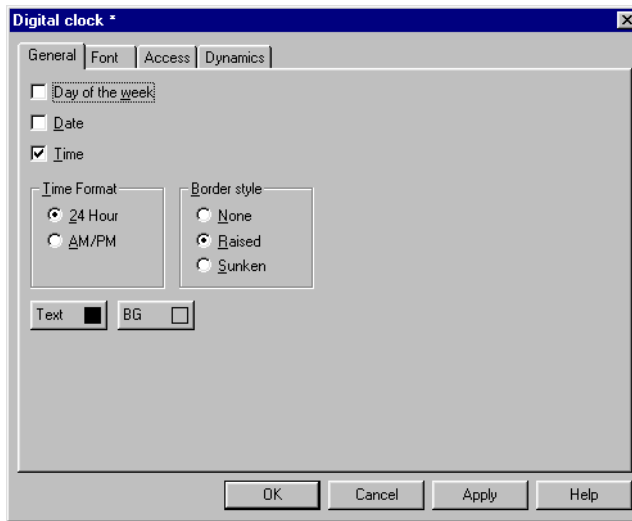 Digital clock *
General Font Access Dynamics
Day of the week
Date
Time
Time Format
24 Hour
AM/PM
Border style
None
Raised
Sunken
Text BG
OK Cancel Apply Help